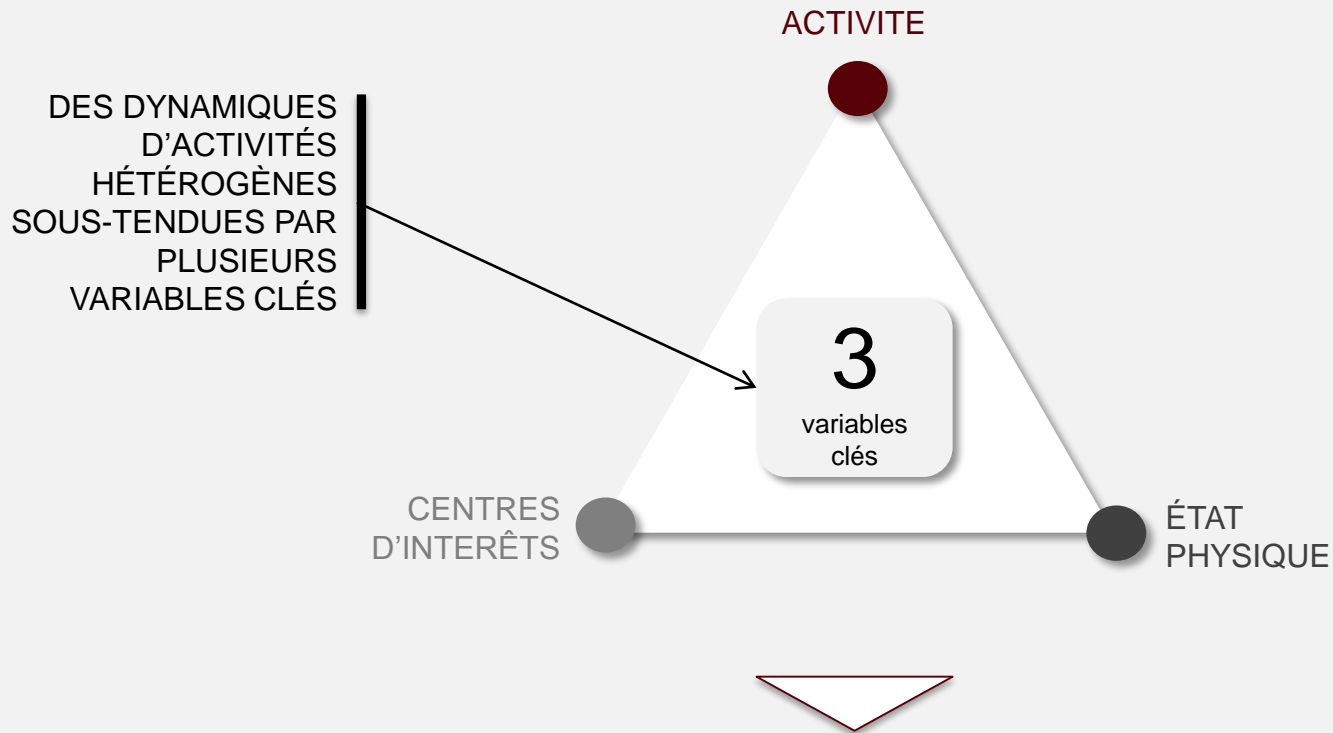 ACTIVITE
DES DYNAMIQUES
D’ACTIVITÉS
HÉTÉROGÈNES
SOUS-TENDUES PAR
PLUSIEURS
VARIABLES CLÉS
3
variables
clés
CENTRES
D’INTERÊTS
ÉTAT
PHYSIQUE